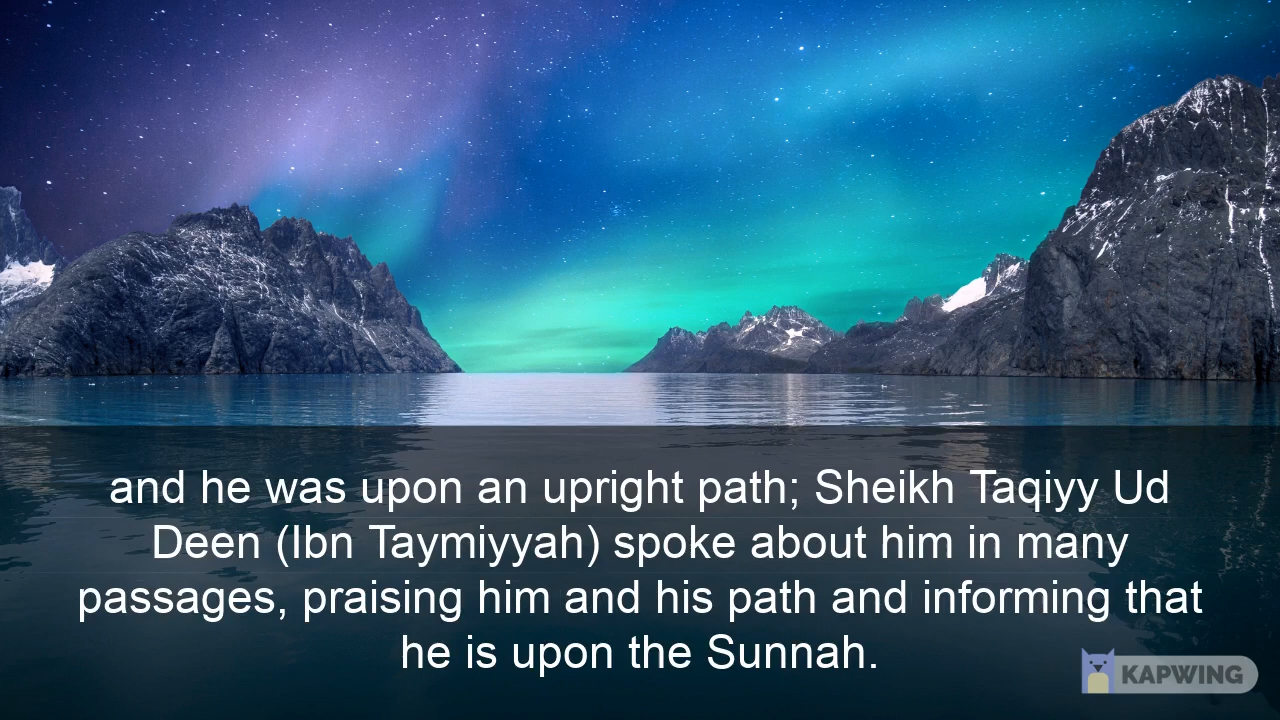 and he was upon an upright path; Sheikh Taqiyy Ud
Deen (Ibn Taymiyyah) spoke about him in many
passages, praising him and his path and informing that
he is upon the Sunnah.
KAPWING